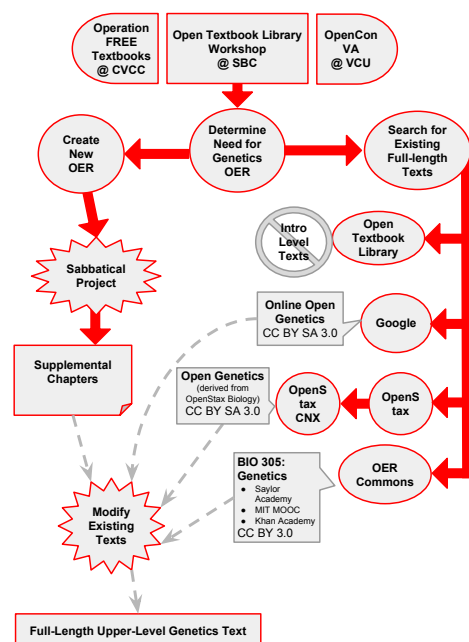 Operation
FREE
Textbooks
@ CVCC
Open Textbook Library
Workshop
@ SBC
OpenCon
VA
@ VCU
Create
New
OER
Determine
Need for
Genetics
OER
Search for
Existing
Full-length
Texts
Intro
Level
Texts
Open
Textbook
Library
Sabbatical
Project
Online Open
Genetics
CC BY SA 3.0
Google
Supplemental
Chapters
Open Genetics
(derived from
OpenStax Biology)
CC BY SA 3.0
OpenS
tax
CNX
OpenS
tax
BIO 305:
Genetics
● Saylor
Academy
● MIT MOOC
● Khan Academy
CC BY 3.0
OER
Commons
Modify
Existing
Texts
Full-Length Upper-Level Genetics Text